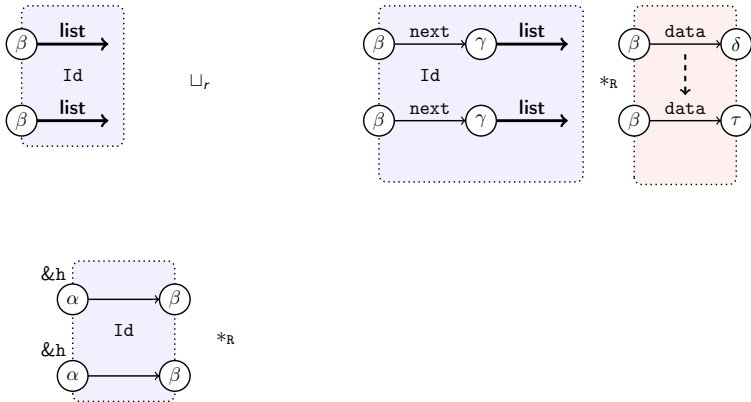 list next list data
β β γ β δ
Id ⊔r Id *R
list next list data
β β γ β τ
&h
α β
Id *R
&h
α β